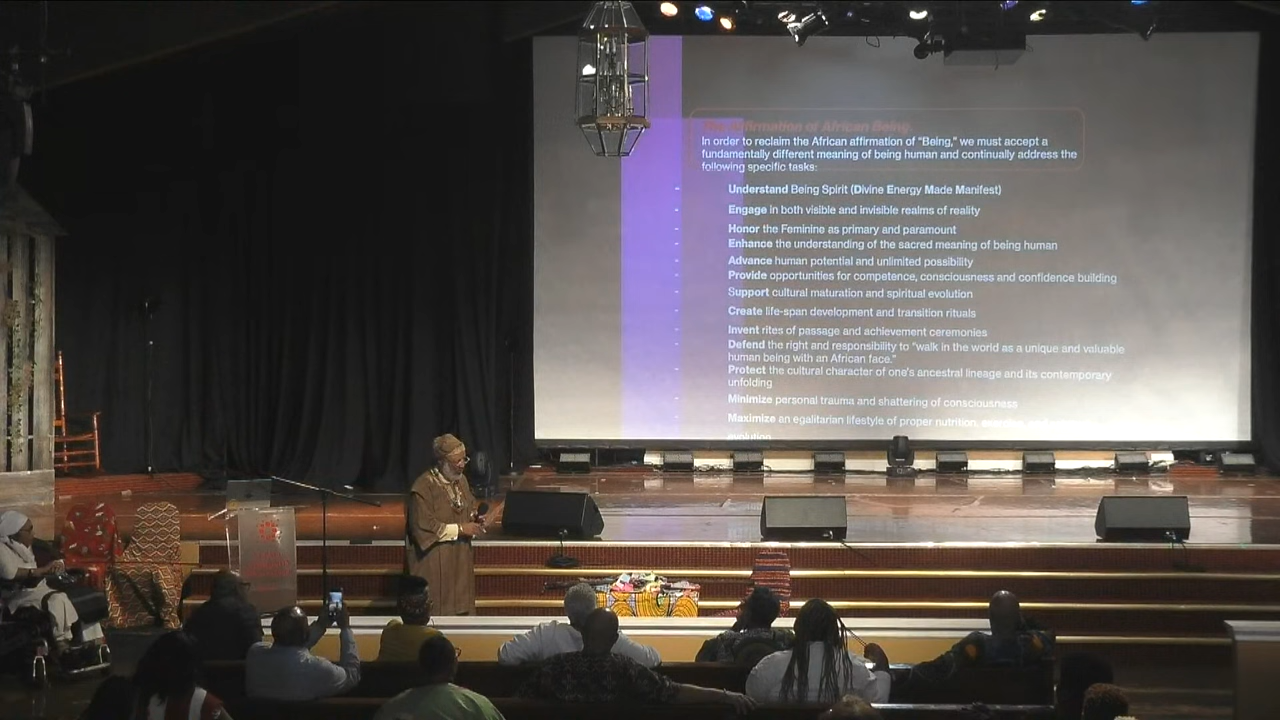 The Affirmation of African Being
In order to reclaim the African affirmation of "Being," we must accept a
fundamentally different meaning of being human and continually address the
following specific tasks:
- Understand Being Spirit (Divine Energy Made Manifest)
- Engage in both visible and invisible realms of reality
- Honor the Feminine as primary and paramount
- Enhance the understanding of the sacred meaning of being human
- Advance human potential and unlimited possibility
- Provide opportunities for competence, consciousness and confidence building
- Support cultural maturation and spiritual evolution
- Create life-span development and transition rituals
- Invent rites of passage and achievement ceremonies
- Defend the right and responsibility to "walk in the world as a unique and valuable
human being with an African face."
- Protect the cultural character of one's ancestral lineage and its contemporary
unfolding
- Minimize personal trauma and shattering of consciousness
- Maximize an egalitarian lifestyle of proper nutrition,
evolution